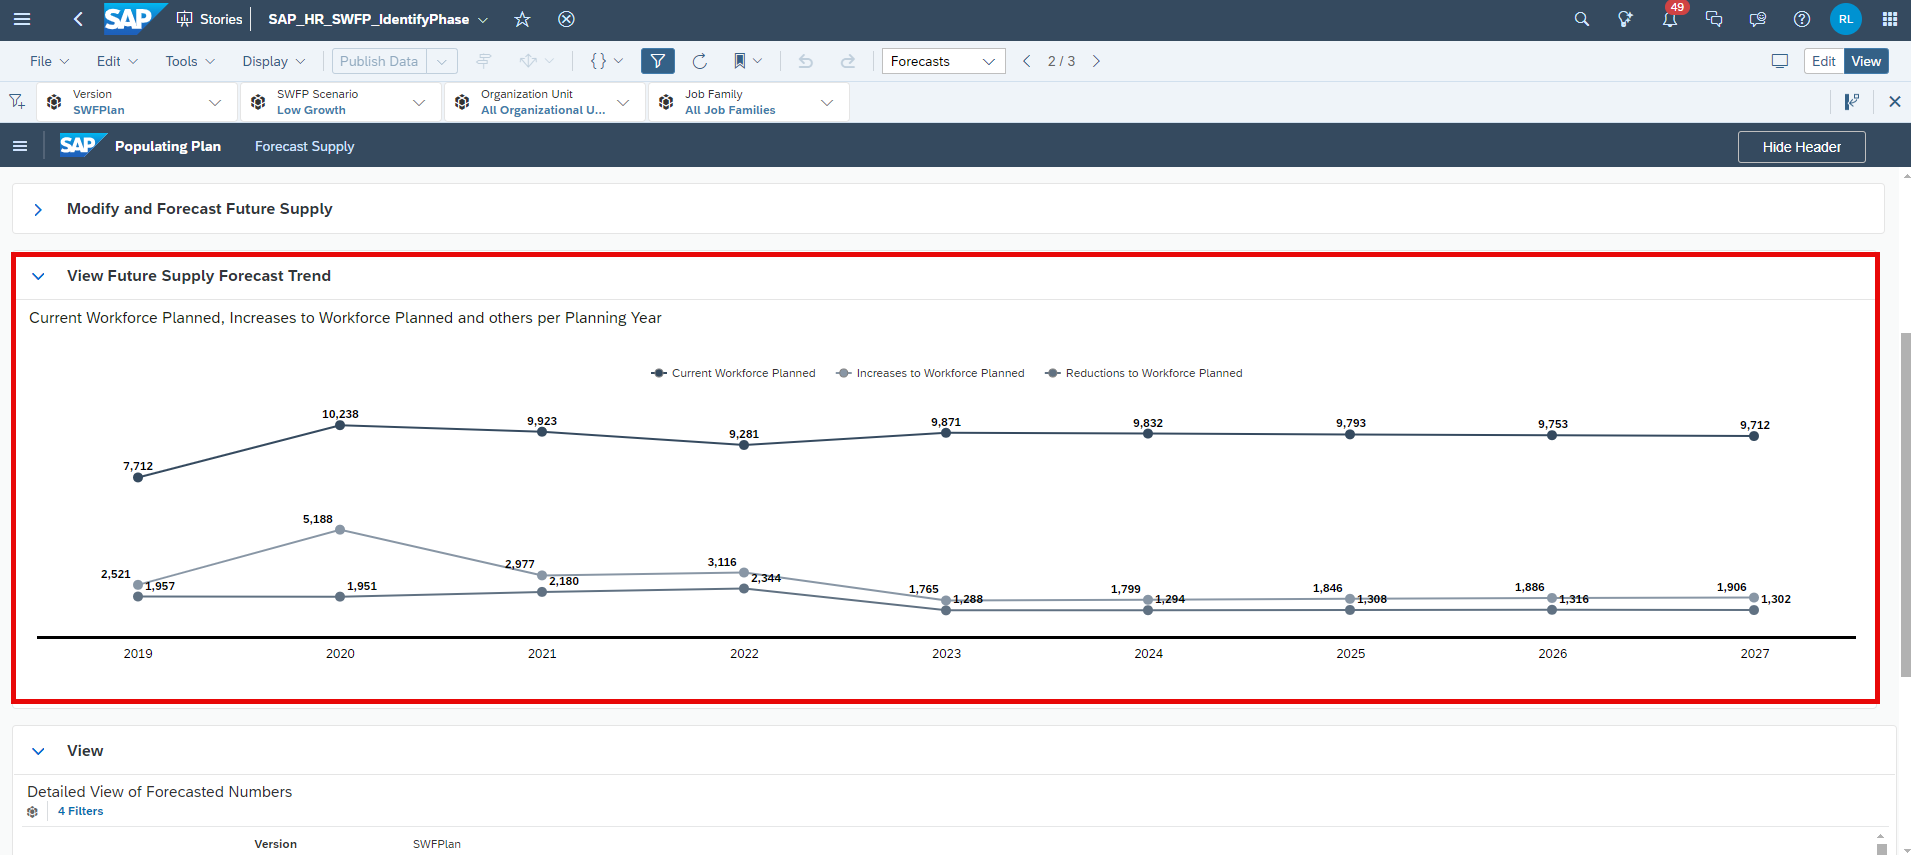 SAP Stories SAP_HR_SWFP_IdentifyPhase 49 RL
File Edit Tools Display Publish Data {} Forecasts 2 / 3 Edit View
Version SWFP Scenario Organization Unit Job Family
SWFPlan Low Growth All Organizational U... All Job Families
SAP Populating Plan Forecast Supply Hide Header
Modify and Forecast Future Supply
View Future Supply Forecast Trend
Current Workforce Planned, Increases to Workforce Planned and others per Planning Year
Current Workforce Planned Increases to Workforce Planned Reductions to Workforce Planned
7,712 10,238 9,923 9,281 9,871 9,832 9,793 9,753 9,712
2,521 5,188 2,977 3,116 1,765 1,799 1,846 1,886 1,906
1,957 1,951 2,180 2,344 1,288 1,294 1,308 1,316 1,302
2019 2020 2021 2022 2023 2024 2025 2026 2027
View
Detailed View of Forecasted Numbers
4 Filters
Version SWFPlan